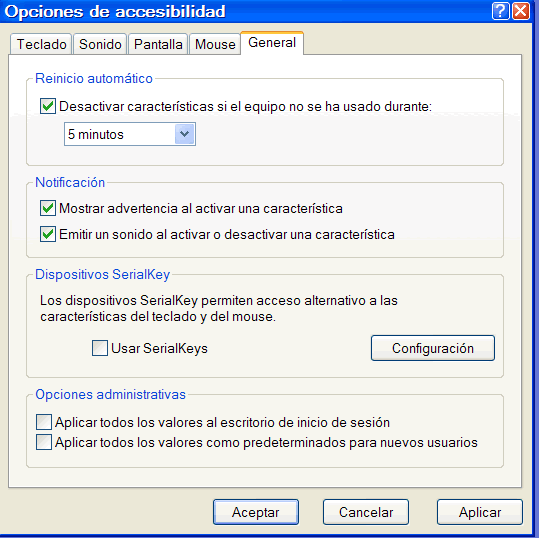 Opciones de accesibilidad
Teclado Sonido Pantalla Mouse General
Reinicio automático
Desactivar características si el equipo no se ha usado durante:
5 minutos
Notificación
Mostrar advertencia al activar una característica
Emitir un sonido al activar o desactivar una característica
Dispositivos SerialKey
Los dispositivos SerialKey permiten acceso alternativo a las
características del teclado y del mouse.
Usar SerialKeys Configuración
Opciones administrativas
Aplicar todos los valores al escritorio de inicio de sesión
Aplicar todos los valores como predeterminados para nuevos usuarios
Aceptar Cancelar Aplicar